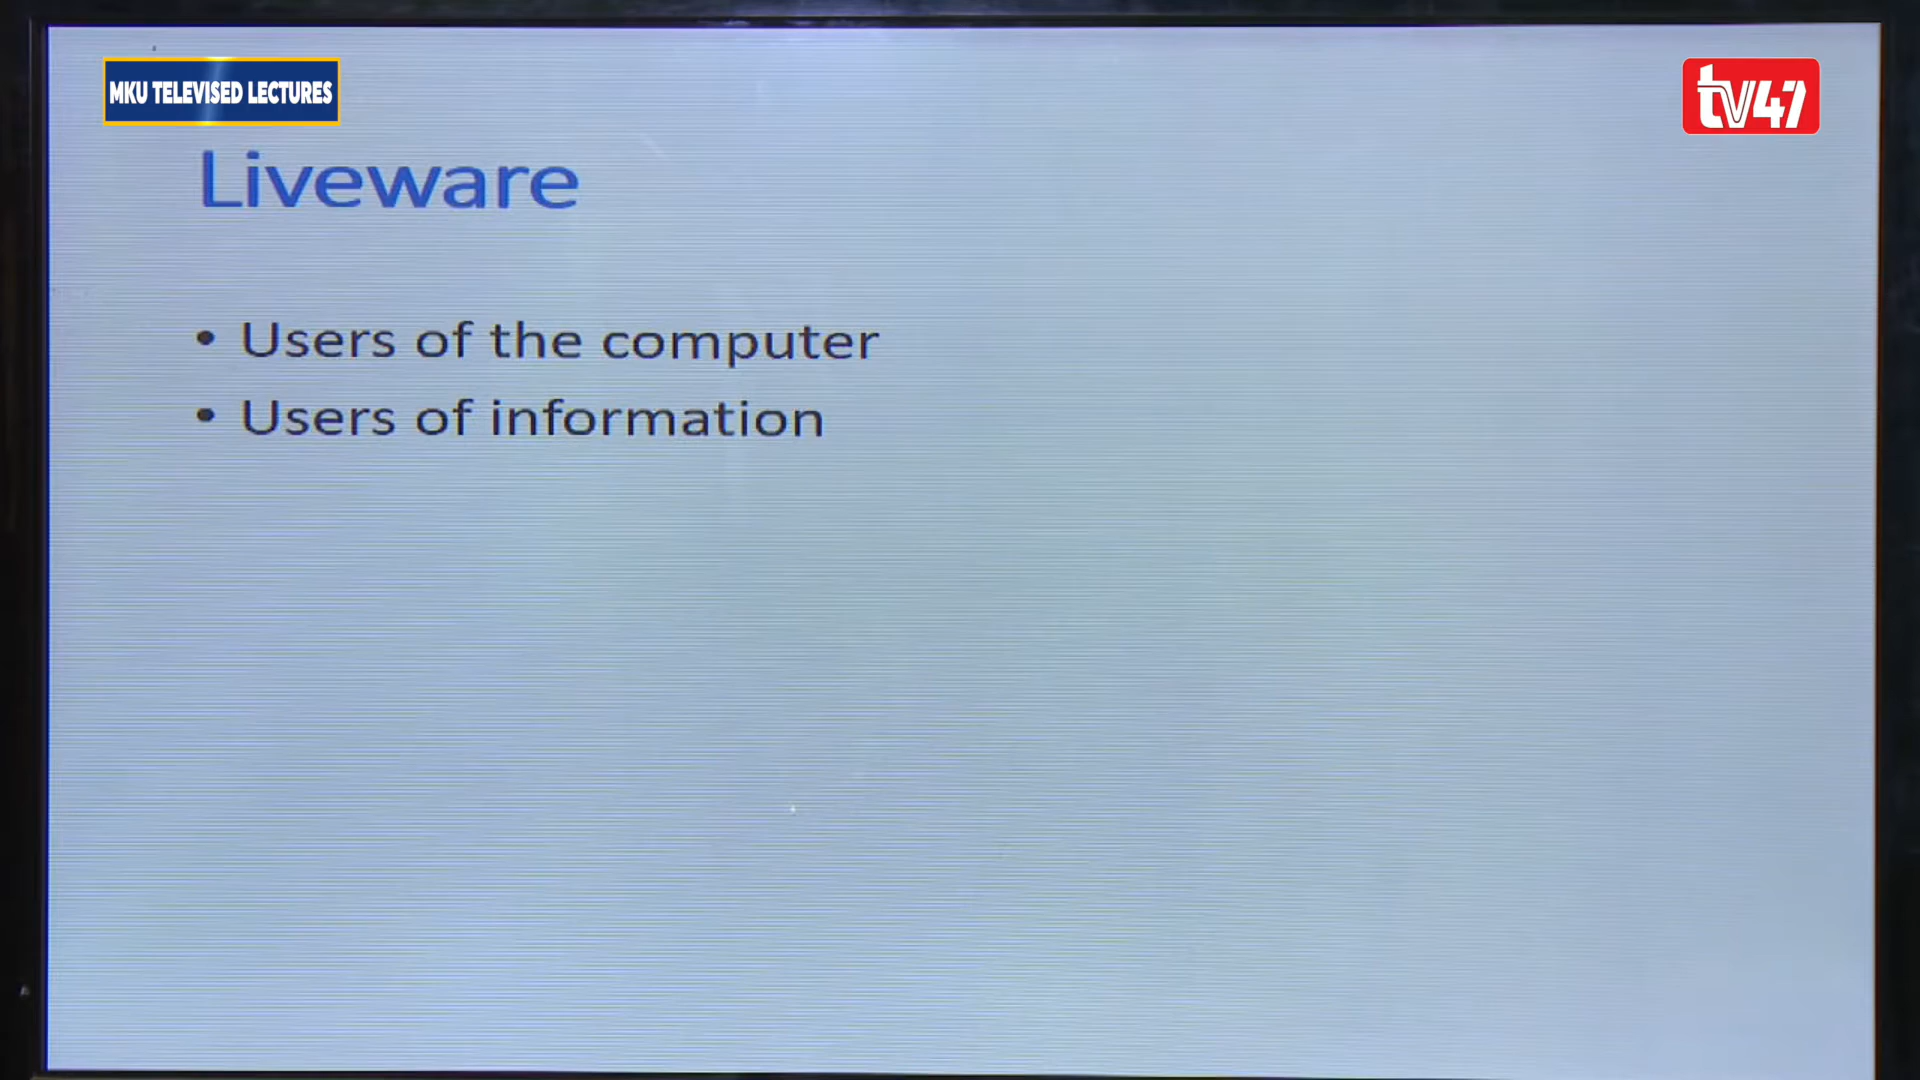 MKU TELEVISED LECTURES
tv47
Liveware
• Users of the computer
• Users of information